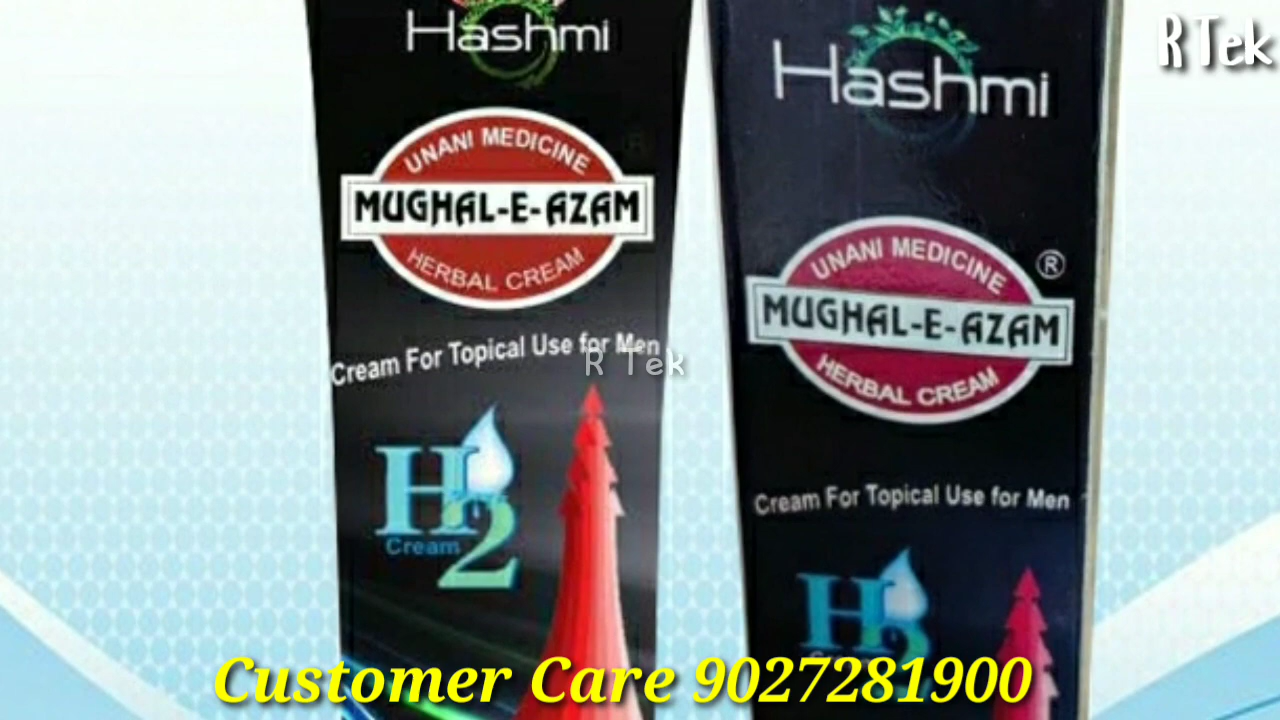 Hashmi
UNANI MEDICINE
MUGHAL-E-AZAM
HERBAL CREAM
Cream For Topical Use for Men
H2
Cream
Hashmi
UNANI MEDICINE
®
MUGHAL-E-AZAM
HERBAL CREAM
Cream For Topical Use for Men
H2
R Tek
R Tek
Customer Care 9027281900